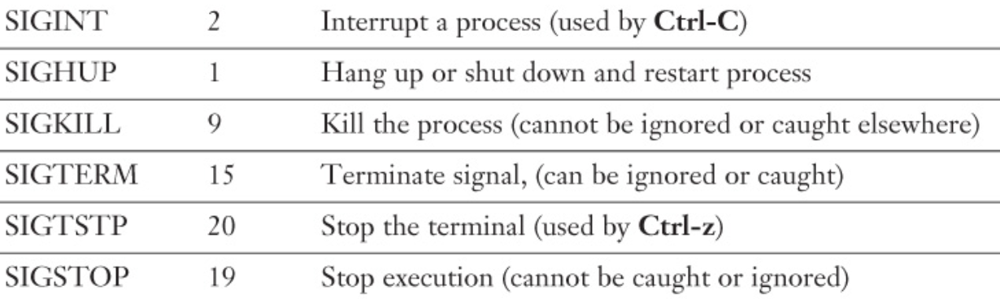 SIGINT 2 Interrupt a process (used by Ctrl-C)
SIGHUP 1 Hang up or shut down and restart process
SIGKILL 9 Kill the process (cannot be ignored or caught elsewhere)
SIGTERM 15 Terminate signal, (can be ignored or caught)
SIGTSTP 20 Stop the terminal (used by Ctrl-z)
SIGSTOP 19 Stop execution (cannot be caught or ignored)